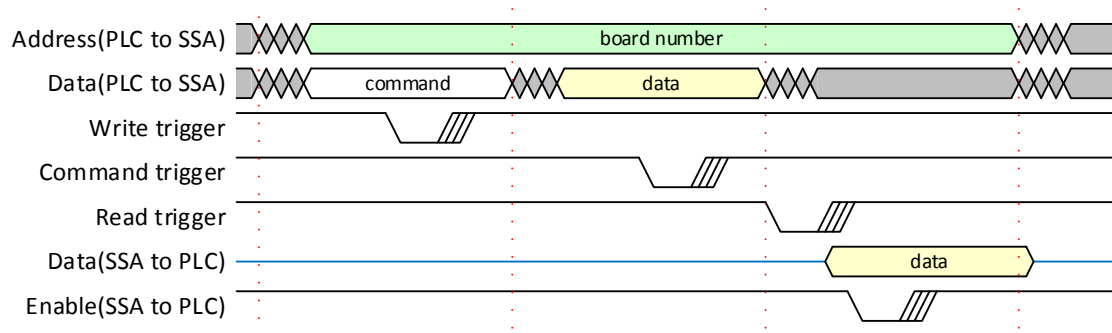 Address(PLC to SSA)
board number
Data(PLC to SSA)
command
data
Write trigger
Command trigger
Read trigger
Data(SSA to PLC)
data
Enable(SSA to PLC)